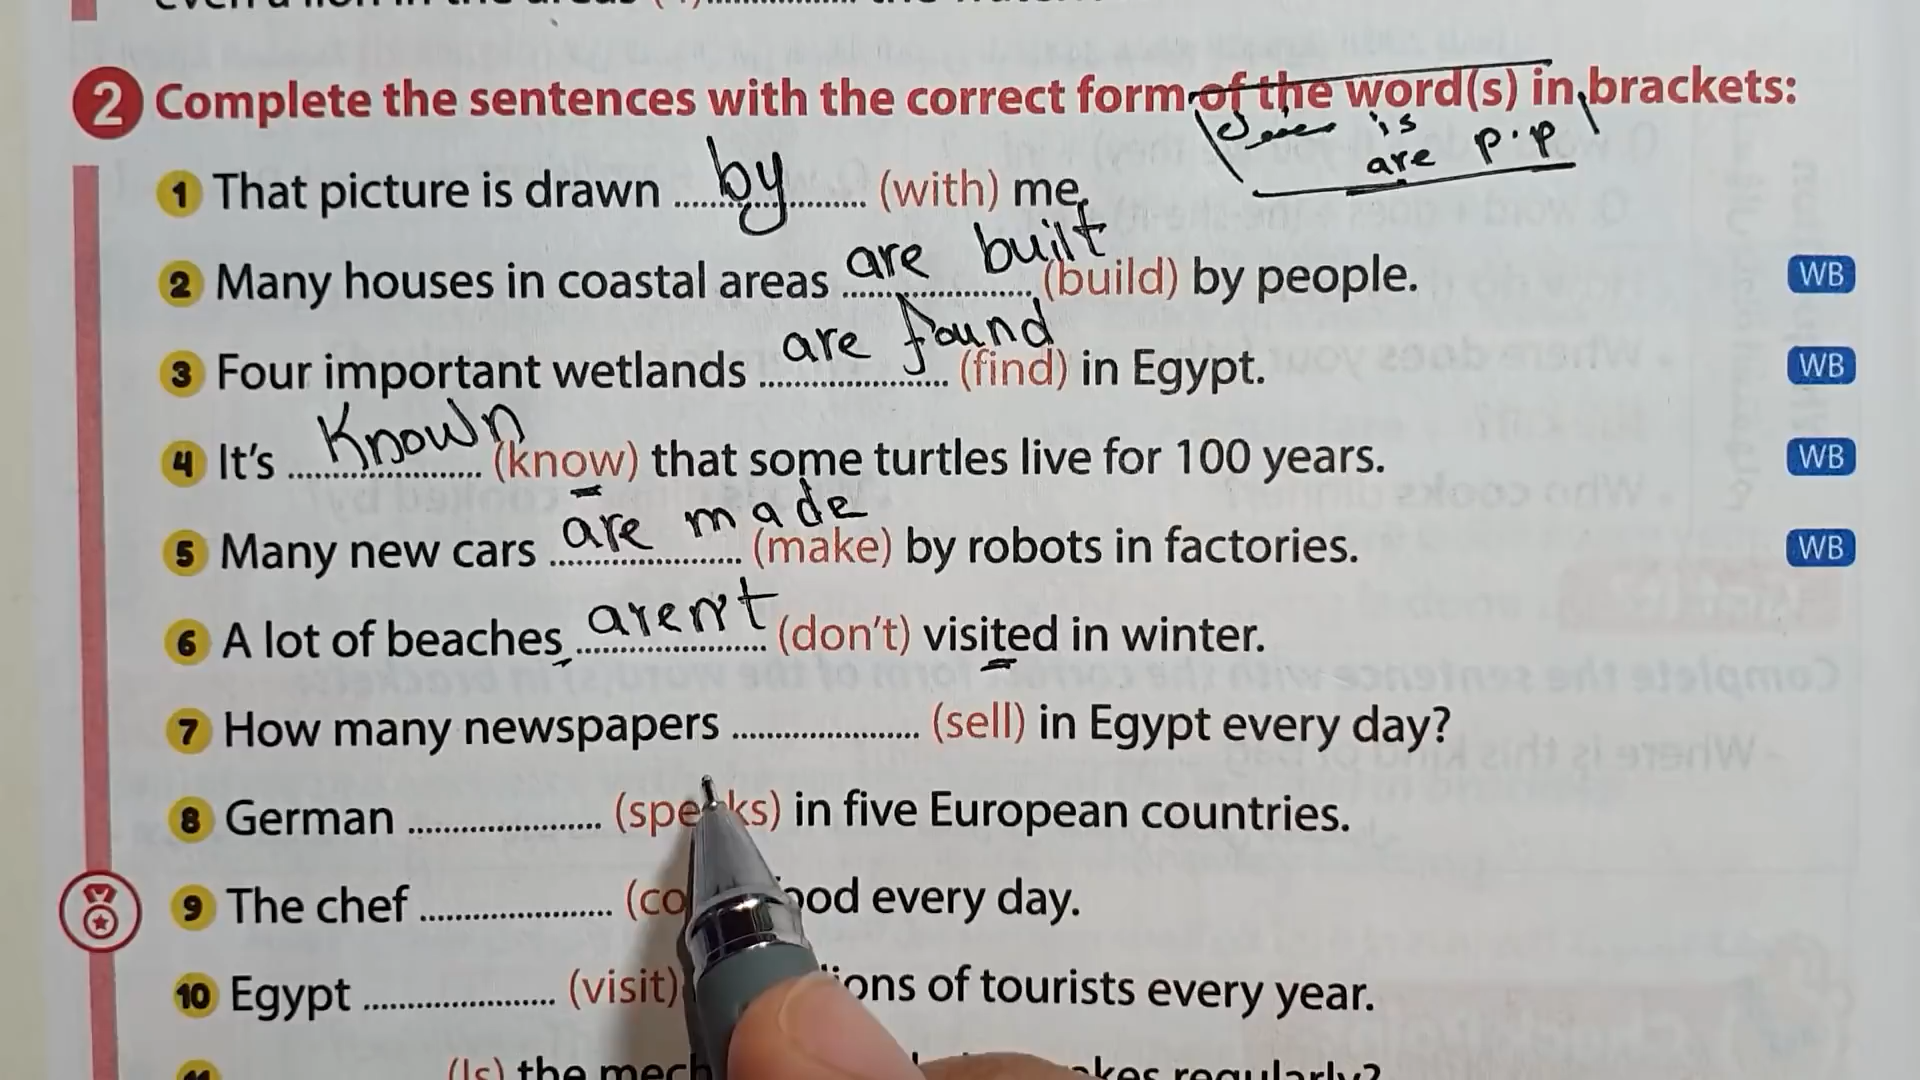 2 Complete the sentences with the correct form of the word(s) in brackets:
is
are p.p
1 That picture is drawn by (with) me.
2 Many houses in coastal areas are built (build) by people. WB
3 Four important wetlands are found (find) in Egypt. WB
4 It's Known (know) that some turtles live for 100 years. WB
5 Many new cars are made (make) by robots in factories. WB
6 A lot of beaches aren't (don't) visited in winter.
7 How many newspapers .................... (sell) in Egypt every day?
8 German .................... (speaks) in five European countries.
9 The chef .................... every day.
10 Egypt .................... (visit) of tourists every year.
(Is) the regularly?